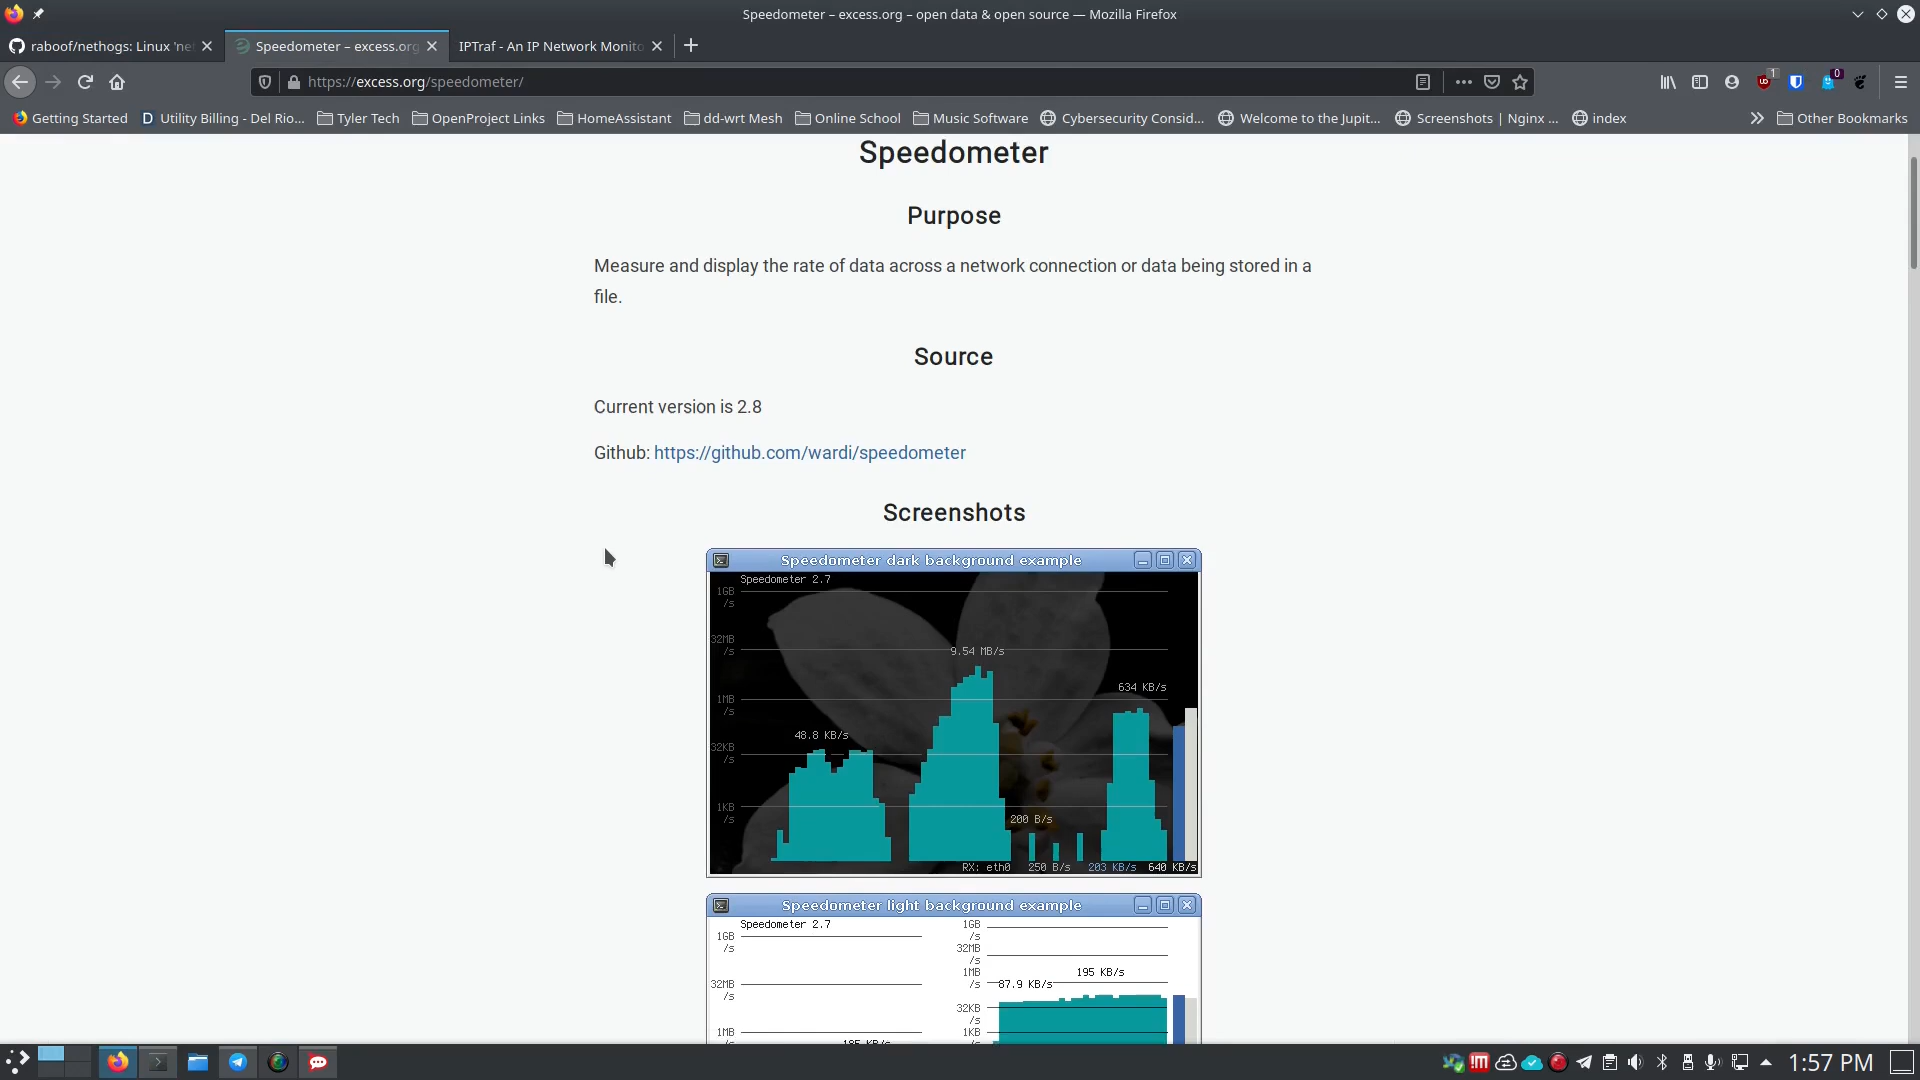 Speedometer – excess.org – open data & open source — Mozilla Firefox
raboof/nethogs: Linux 'ne
Speedometer – excess.org
IPTraf - An IP Network Monito
https://excess.org/speedometer/
1
0
Getting Started
Utility Billing - Del Rio...
Tyler Tech
OpenProject Links
HomeAssistant
dd-wrt Mesh
Online School
Music Software
Cybersecurity Consid...
Welcome to the Jupit...
Screenshots | Nginx ...
index
Other Bookmarks
Speedometer
Purpose
Measure and display the rate of data across a network connection or data being stored in a
file.
Source
Current version is 2.8
Github: https://github.com/wardi/speedometer
Screenshots
Speedometer dark background example
Speedometer 2.7
1GB
/s
32MB
/s
9.54 MB/s
634 KB/s
1MB
/s
48.8 KB/s
32KB
/s
1KB
/s
200 B/s
RX: eth0 250 B/s 203 KB/s 640 KB/s
Speedometer light background example
Speedometer 2.7
1GB
/s
32MB
/s
1MB
1GB
/s
32MB
/s
1MB
/s
195 KB/s
87.9 KB/s
32KB
/s
1KB
1:57 PM